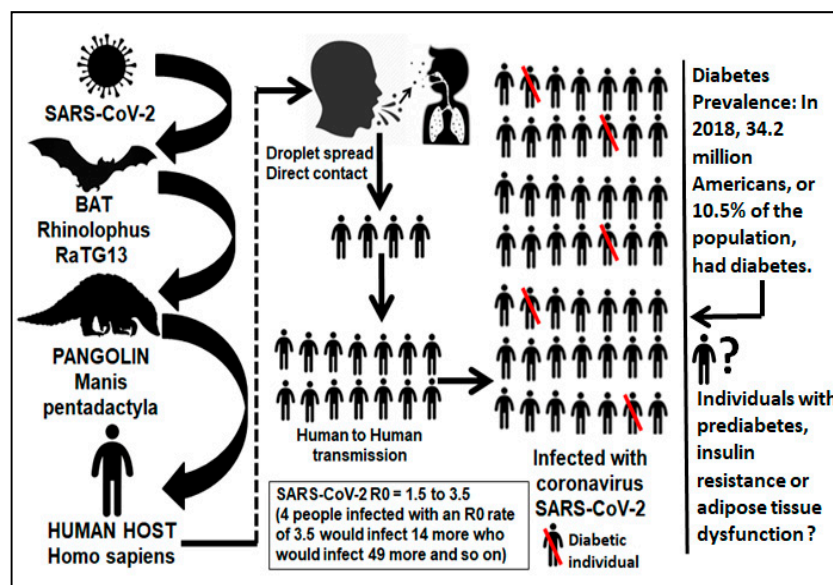 SARS-CoV-2
BAT
Rhinolophus
RaTG13
PANGOLIN
Manis
pentadactyla
HUMAN HOST
Homo sapiens
Droplet spread
Direct contact
Human to Human
transmission
SARS-CoV-2 R0 = 1.5 to 3.5
(4 people infected with an R0 rate
of 3.5 would infect 14 more who
would infect 49 more and so on)
Infected with
coronavirus
SARS-CoV-2
Diabetic
individual
Diabetes
Prevalence: In
2018, 34.2
million
Americans, or
10.5% of the
population,
had diabetes.
?
Individuals with
prediabetes,
insulin
resistance or
adipose tissue
dysfunction ?